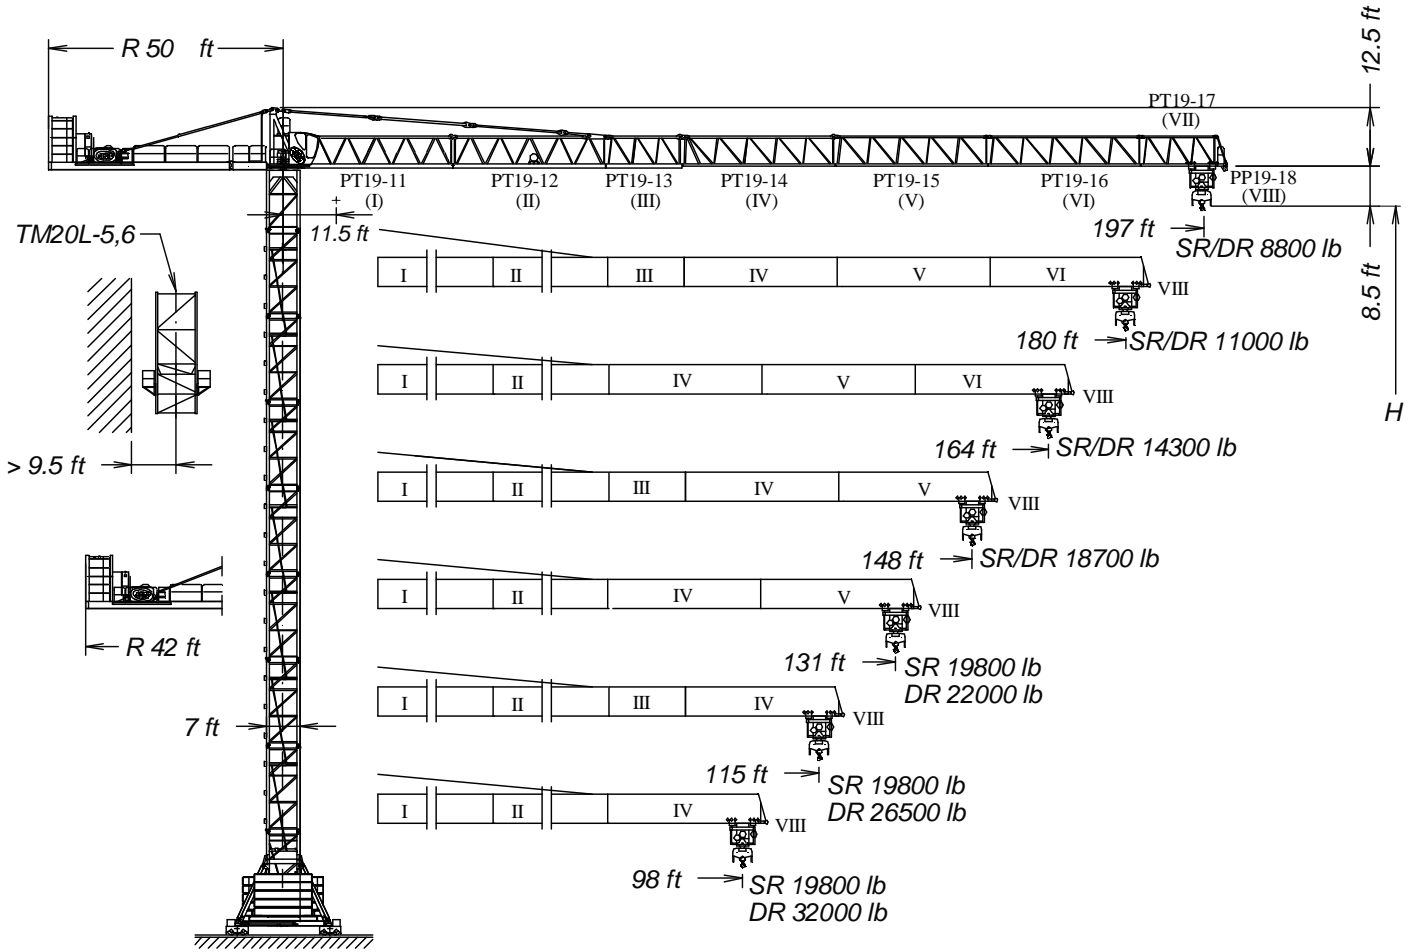 R 50 ft
12.5 ft
PT19-17
(VII)
PT19-11
(I)
PT19-12
(II)
PT19-13
(III)
PT19-14
(IV)
PT19-15
(V)
PT19-16
(VI)
PP19-18
(VIII)
11.5 ft
197 ft
SR/DR 8800 lb
8.5 ft
TM20L-5,6
I II III IV V VI VIII
180 ft SR/DR 11000 lb
I II IV V VI VIII
H
164 ft SR/DR 14300 lb
> 9.5 ft
I II III IV V VIII
148 ft SR/DR 18700 lb
I II IV V VIII
R 42 ft
131 ft SR 19800 lb
DR 22000 lb
I II III IV VIII
7 ft
115 ft SR 19800 lb
DR 26500 lb
I II IV VIII
98 ft SR 19800 lb
DR 32000 lb